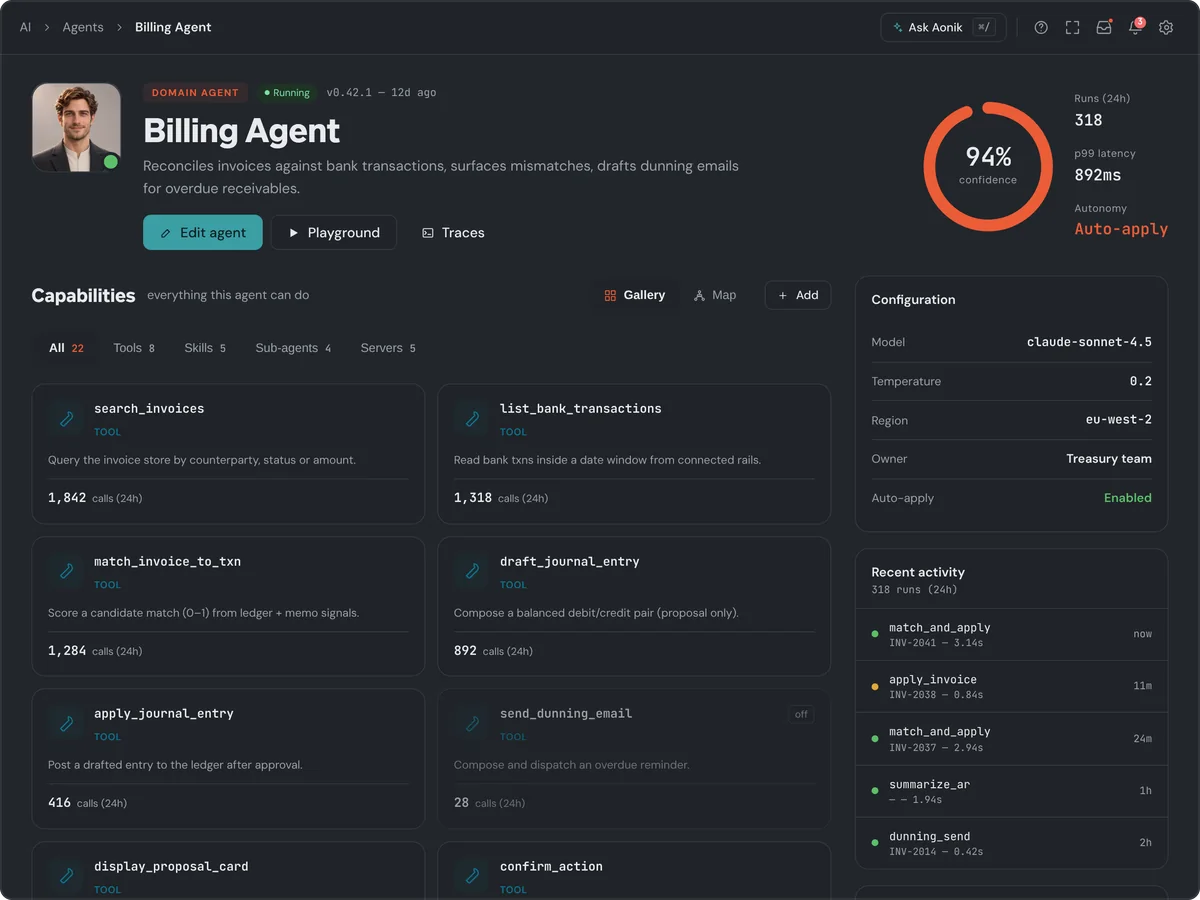 AI > Agents > Billing Agent
Ask Aonik ⌘/
3
DOMAIN AGENT
Running
v0.42.1 — 12d ago
Billing Agent
Reconciles invoices against bank transactions, surfaces mismatches, drafts dunning emails
for overdue receivables.
Edit agent
Playground
Traces
94%
confidence
Runs (24h)
318
p99 latency
892ms
Autonomy
Auto-apply
Capabilities
everything this agent can do
Gallery
Map
+ Add
All 22
Tools 8
Skills 5
Sub-agents 4
Servers 5
search_invoices
TOOL
Query the invoice store by counterparty, status or amount.
1,842 calls (24h)
list_bank_transactions
TOOL
Read bank txns inside a date window from connected rails.
1,318 calls (24h)
match_invoice_to_txn
TOOL
Score a candidate match (0–1) from ledger + memo signals.
1,284 calls (24h)
draft_journal_entry
TOOL
Compose a balanced debit/credit pair (proposal only).
892 calls (24h)
apply_journal_entry
TOOL
Post a drafted entry to the ledger after approval.
416 calls (24h)
send_dunning_email
off
TOOL
Compose and dispatch an overdue reminder.
28 calls (24h)
display_proposal_card
TOOL
confirm_action
TOOL
Configuration
Model claude-sonnet-4.5
Temperature 0.2
Region eu-west-2
Owner Treasury team
Auto-apply Enabled
Recent activity
318 runs (24h)
match_and_apply
INV-2041 — 3.14s
now
apply_invoice
INV-2038 — 0.84s
11m
match_and_apply
INV-2037 — 2.94s
24m
summarize_ar
— — 1.94s
1h
dunning_send
INV-2014 — 0.42s
2h